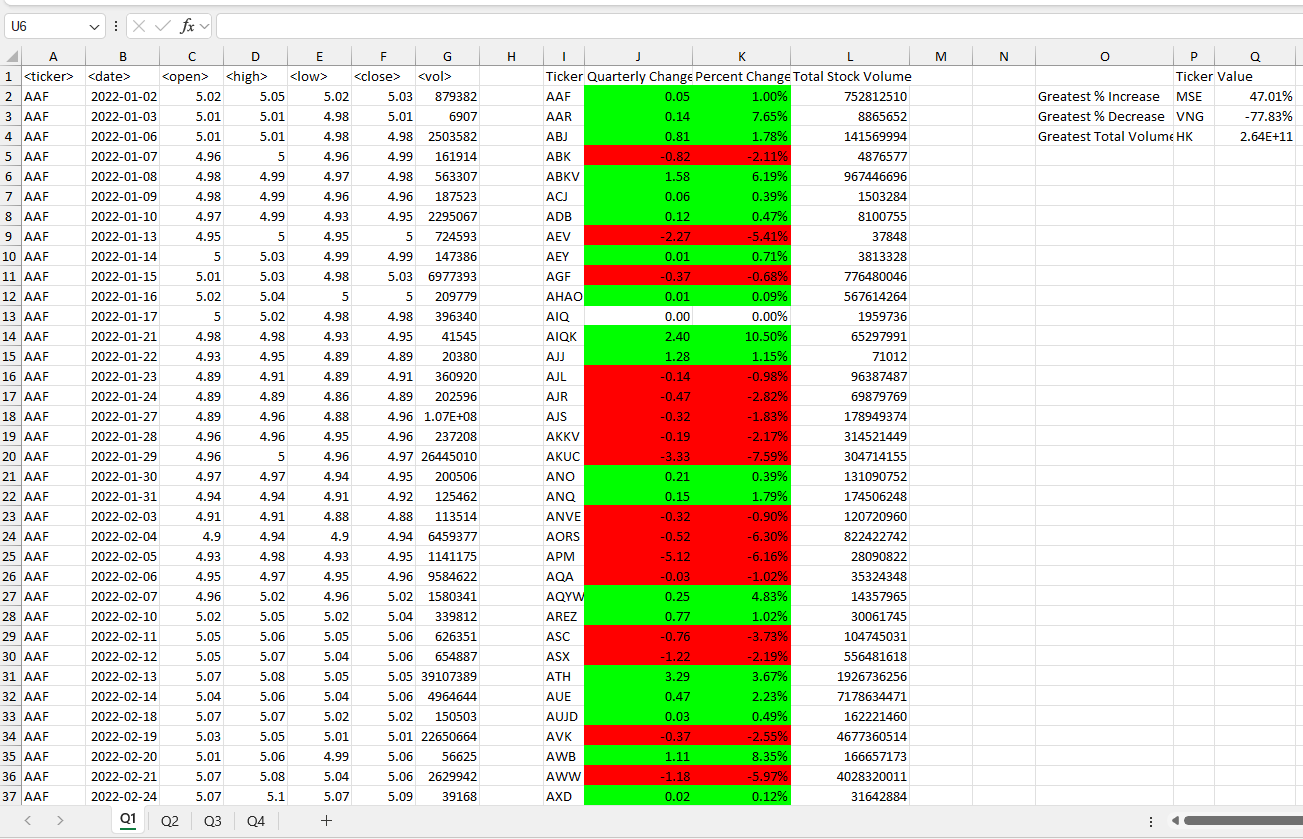 U6 fx
A B C D E F G H I J K L M N O P Q
1 <ticker> <date> <open> <high> <low> <close> <vol> Ticker Quarterly Change Percent Change Total Stock Volume Ticker Value
2 AAF 2022-01-02 5.02 5.05 5.02 5.03 879382 AAF 0.05 1.00% 752812510 Greatest % Increase MSE 47.01%
3 AAF 2022-01-03 5.01 5.01 4.98 5.01 6907 AAR 0.14 7.65% 8865652 Greatest % Decrease VNG -77.83%
4 AAF 2022-01-06 5.01 5.01 4.98 4.98 2503582 ABJ 0.81 1.78% 141569994 Greatest Total Volume HK 2.64E+11
5 AAF 2022-01-07 4.96 5 4.96 4.99 161914 ABK -0.82 -2.11% 4876577
6 AAF 2022-01-08 4.98 4.99 4.97 4.98 563307 ABKV 1.58 6.19% 967446696
7 AAF 2022-01-09 4.98 4.99 4.96 4.96 187523 ACJ 0.06 0.39% 1503284
8 AAF 2022-01-10 4.97 4.99 4.93 4.95 2295067 ADB 0.12 0.47% 8100755
9 AAF 2022-01-13 4.95 5 4.95 5 724593 AEV -2.27 -5.41% 37848
10 AAF 2022-01-14 5 5.03 4.99 4.99 147386 AEY 0.01 0.71% 3813328
11 AAF 2022-01-15 5.01 5.03 4.98 5.03 6977393 AGF -0.37 -0.68% 776480046
12 AAF 2022-01-16 5.02 5.04 5 5 209779 AHAO 0.01 0.09% 567614264
13 AAF 2022-01-17 5 5.02 4.98 4.98 396340 AIQ 0.00 0.00% 1959736
14 AAF 2022-01-21 4.98 4.98 4.93 4.95 41545 AIQK 2.40 10.50% 65297991
15 AAF 2022-01-22 4.93 4.95 4.89 4.89 20380 AJJ 1.28 1.15% 71012
16 AAF 2022-01-23 4.89 4.91 4.89 4.91 360920 AJL -0.14 -0.98% 96387487
17 AAF 2022-01-24 4.89 4.89 4.86 4.89 202596 AJR -0.47 -2.82% 69879769
18 AAF 2022-01-27 4.89 4.96 4.88 4.96 1.07E+08 AJS -0.32 -1.83% 178949374
19 AAF 2022-01-28 4.96 4.96 4.95 4.96 237208 AKKV -0.19 -2.17% 314521449
20 AAF 2022-01-29 4.96 5 4.96 4.97 26445010 AKUC -3.33 -7.59% 304714155
21 AAF 2022-01-30 4.97 4.97 4.94 4.95 200506 ANO 0.21 0.39% 131090752
22 AAF 2022-01-31 4.94 4.94 4.91 4.92 125462 ANQ 0.15 1.79% 174506248
23 AAF 2022-02-03 4.91 4.91 4.88 4.88 113514 ANVE -0.32 -0.90% 120720960
24 AAF 2022-02-04 4.9 4.94 4.9 4.94 6459377 AORS -0.52 -6.30% 822422742
25 AAF 2022-02-05 4.93 4.98 4.93 4.95 1141175 APM -5.12 -6.16% 28090822
26 AAF 2022-02-06 4.95 4.97 4.95 4.96 9584622 AQA -0.03 -1.02% 35324348
27 AAF 2022-02-07 4.96 5.02 4.96 5.02 1580341 AQYW 0.25 4.83% 14357965
28 AAF 2022-02-10 5.02 5.05 5.02 5.04 339812 AREZ 0.77 1.02% 30061745
29 AAF 2022-02-11 5.05 5.06 5.05 5.06 626351 ASC -0.76 -3.73% 104745031
30 AAF 2022-02-12 5.05 5.07 5.04 5.06 654887 ASX -1.22 -2.19% 556481618
31 AAF 2022-02-13 5.07 5.08 5.05 5.05 39107389 ATH 3.29 3.67% 1926736256
32 AAF 2022-02-14 5.04 5.06 5.04 5.06 4964644 AUE 0.47 2.23% 7178634471
33 AAF 2022-02-18 5.07 5.07 5.02 5.02 150503 AUJD 0.03 0.49% 162221460
34 AAF 2022-02-19 5.03 5.05 5.01 5.01 22650664 AVK -0.37 -2.55% 4677360514
35 AAF 2022-02-20 5.01 5.06 4.99 5.06 56625 AWB 1.11 8.35% 166657173
36 AAF 2022-02-21 5.07 5.08 5.04 5.06 2629942 AWW -1.18 -5.97% 4028320011
37 AAF 2022-02-24 5.07 5.1 5.07 5.09 39168 AXD 0.02 0.12% 31642884
Q1 Q2 Q3 Q4